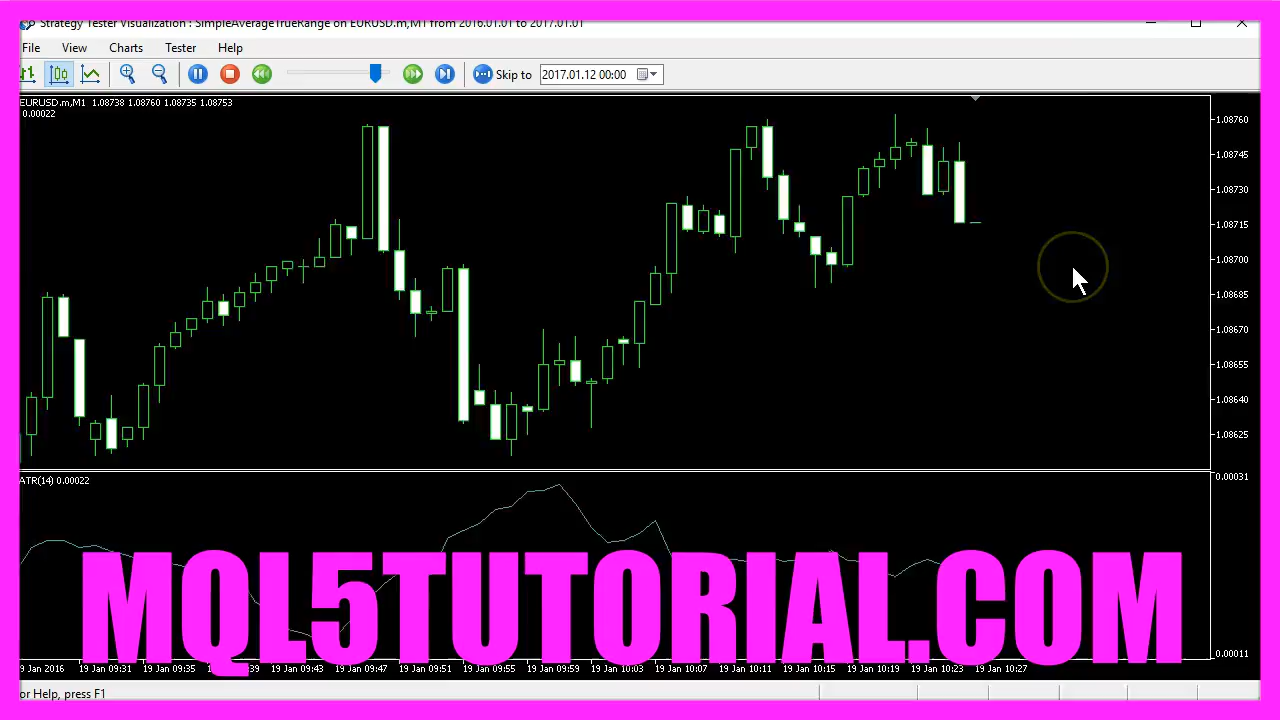 Strategy Tester Visualization : SimpleAverageTrueRange on EURUSD.m,M1 from 2016.01.01 to 2017.01.01
File View Charts Tester Help
Skip to 2017.01.12 00:00
EURUSD.m,M1 1.08738 1.08760 1.08735 1.08753
0.00022
1.08760
1.08745
1.08730
1.08715
1.08700
1.08685
1.08670
1.08655
1.08640
1.08625
ATR(14) 0.00022
0.00031
MQL5TUTORIAL.COM
0.00011
9 Jan 2016 19 Jan 09:31 19 Jan 09:35 :39 19 Jan 09:43 19 Jan 09:47 19 Jan 09:51 19 Jan 09:55 19 Jan 09:59 19 Jan 10:03 19 Jan 10:07 19 Jan 10:11 19 Jan 10:15 19 Jan 10:19 19 Jan 10:23 19 Jan 10:27
or Help, press F1